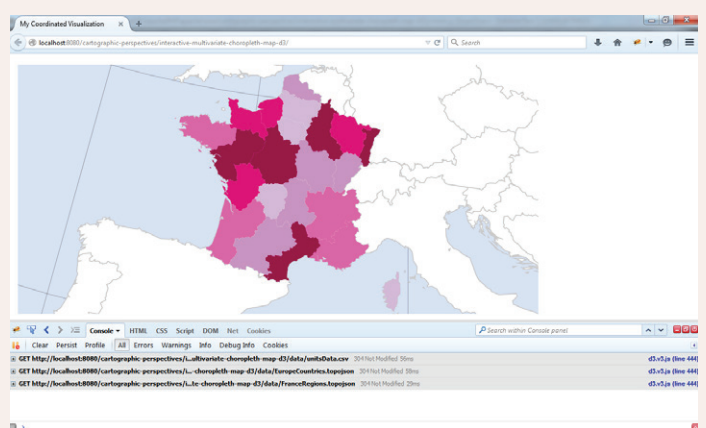 My Coordinated Visualization
localhost:8080/cartographic-perspectives/interactive-multivariate-choropleth-map-d3/
Search
Console HTML CSS Script DOM Net Cookies
Search within Console panel
Clear Persist Profile All Errors Warnings Info Debug Info Cookies
GET http://localhost:8080/cartographic-perspectives/i...ultivariate-choropleth-map-d3/data/unitsData.csv 304 Not Modified 56ms
d3.v3.js (line 444)
GET http://localhost:8080/cartographic-perspectives/i...-choropleth-map-d3/data/EuropeCountries.topojson 304 Not Modified
d3.v3.js (line 444)
GET http://localhost:8080/cartographic-perspectives/i...te-choropleth-map-d3/data/FranceRegions.topojson 304 Not Modified 29ms
d3.v3.js (line 444)